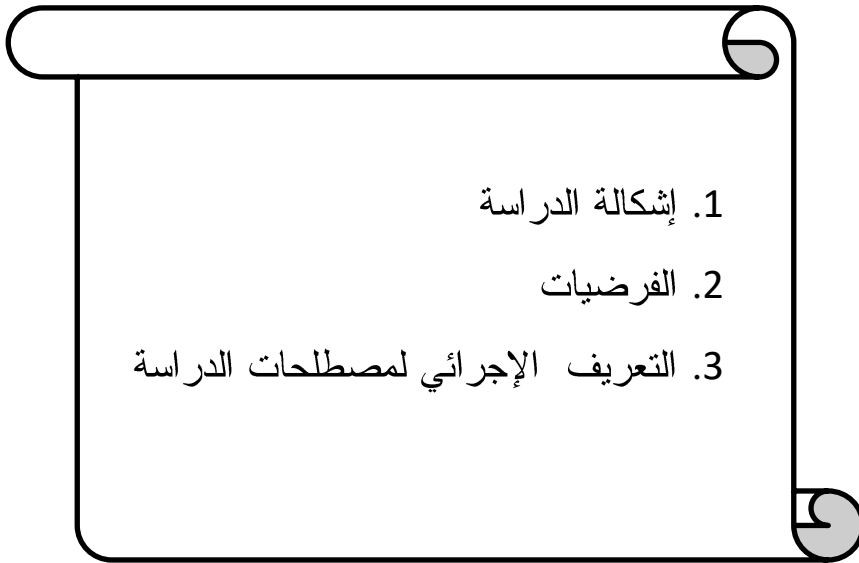 1. إشكالة الدراسة
2. الفرضيات
3. التعريف الإجرائي لمصطلحات الدراسة